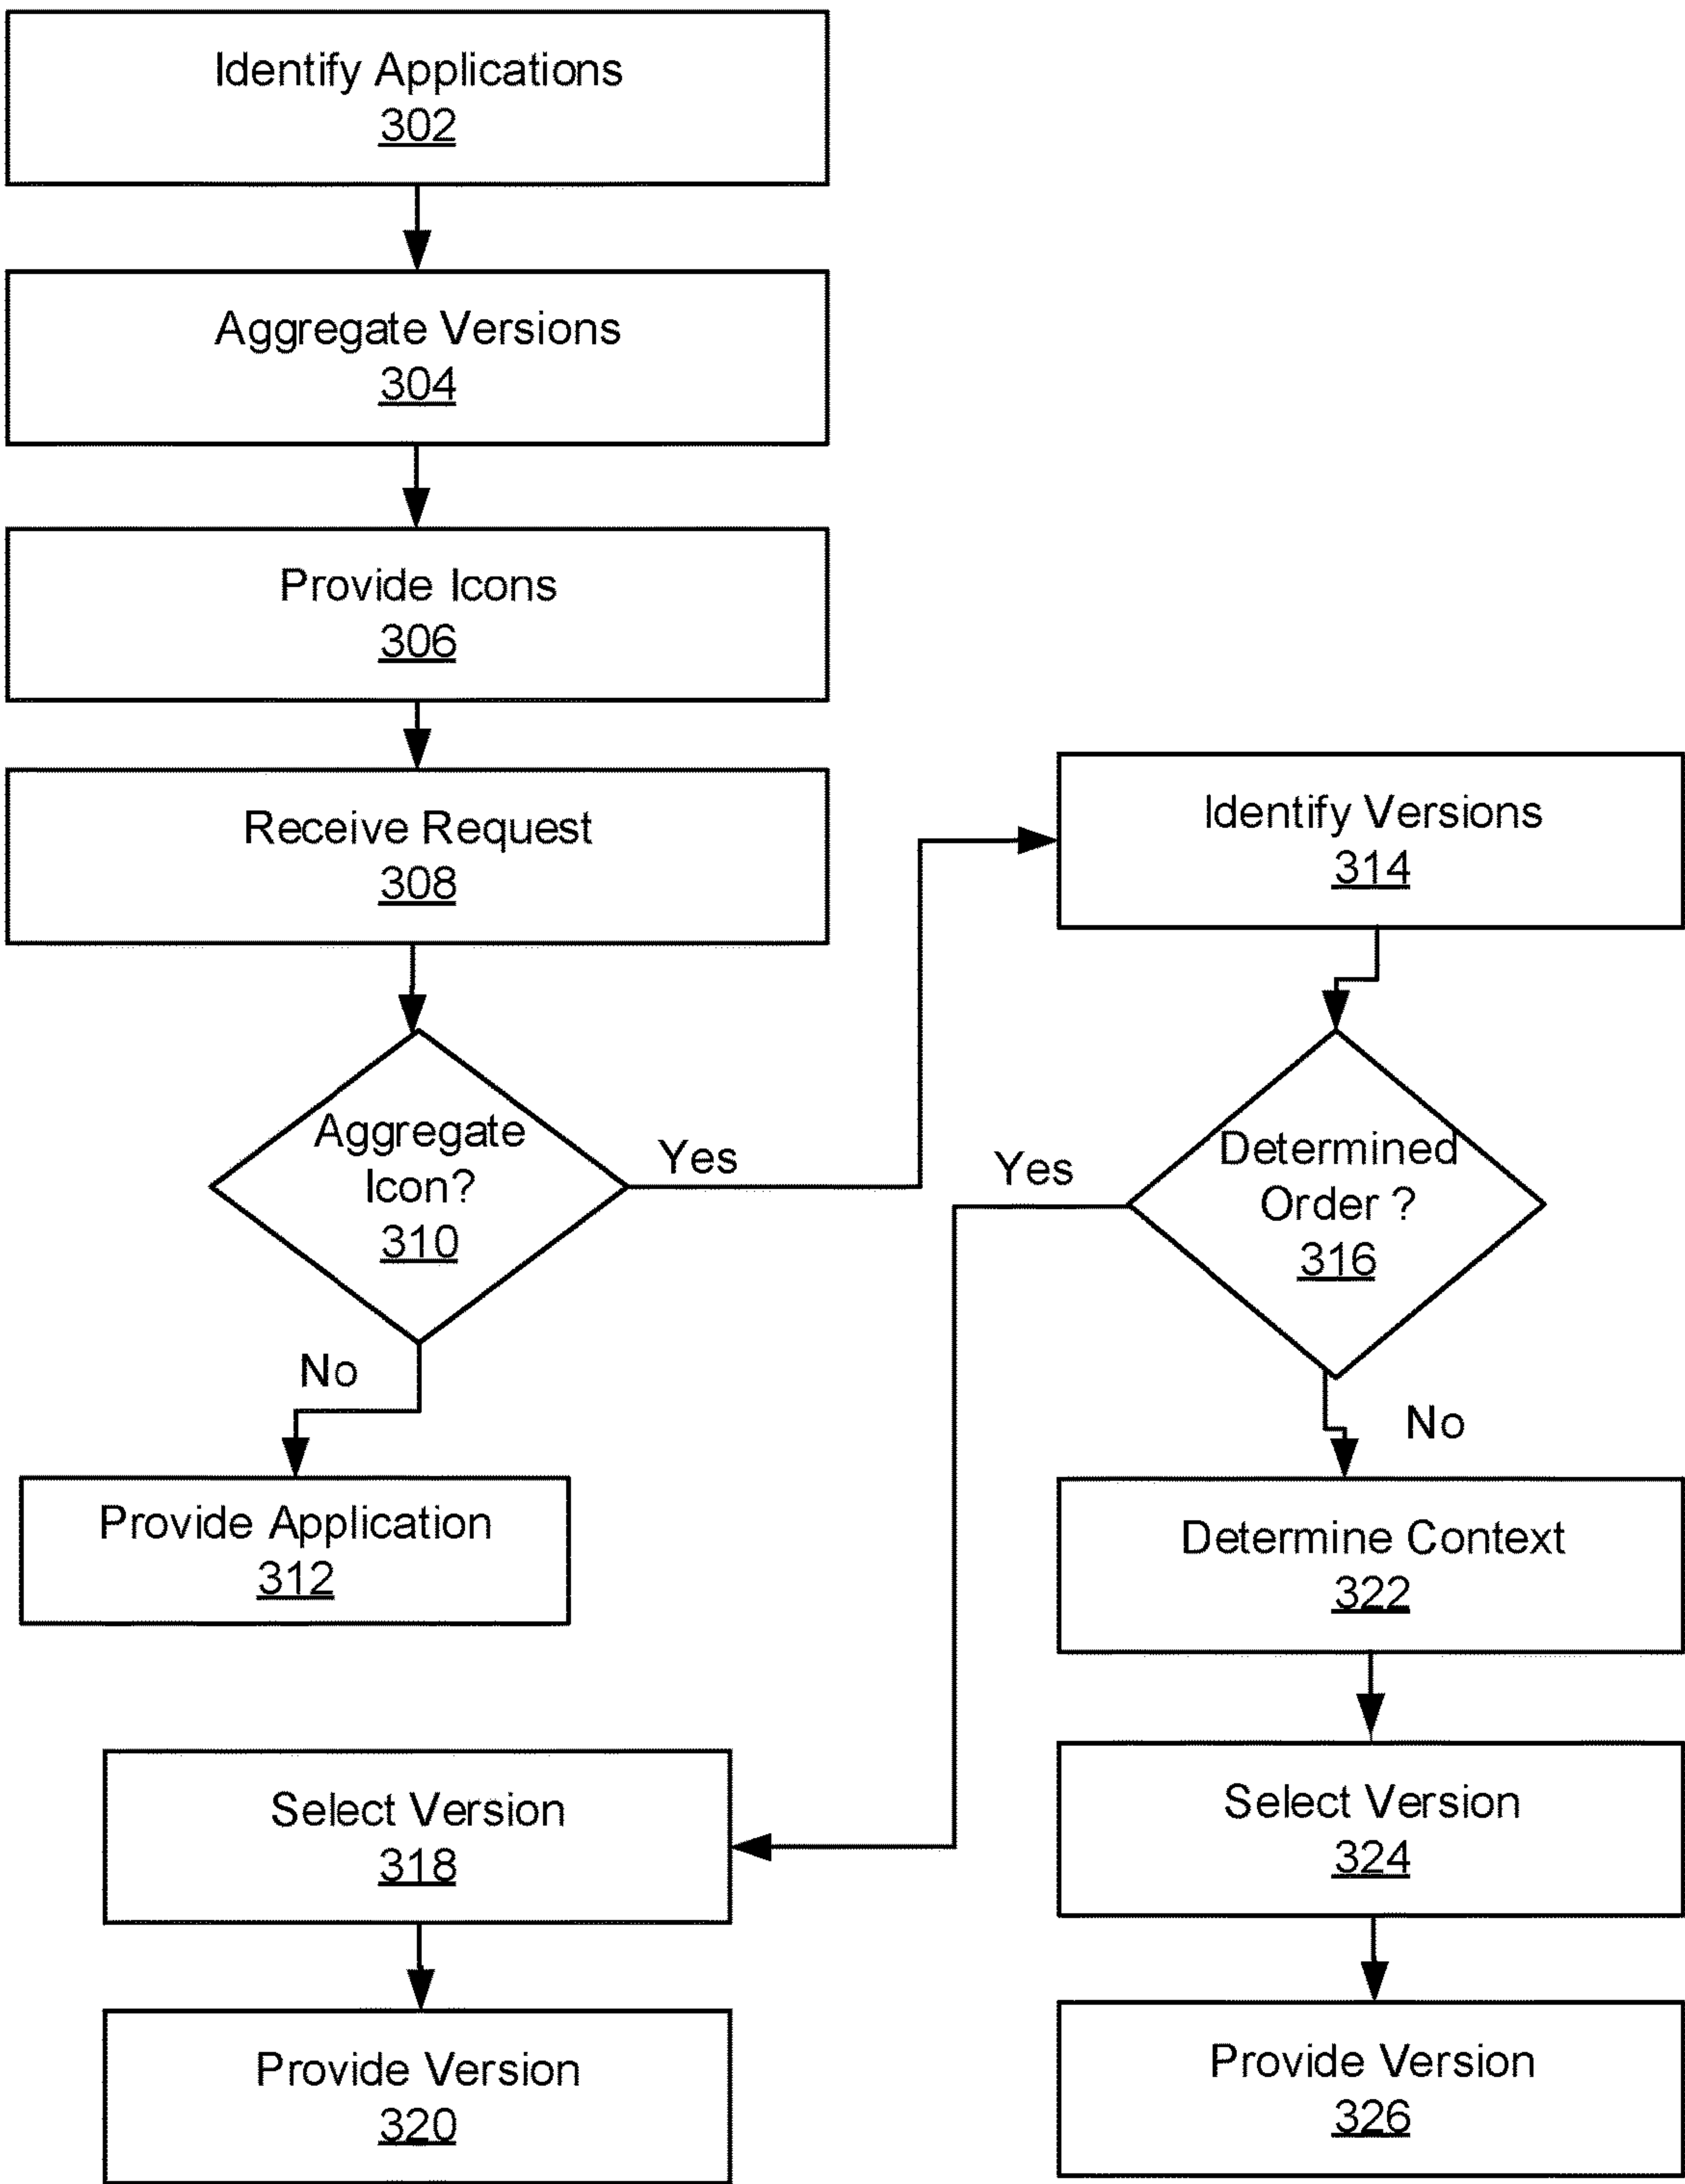 Identify Applications
302
Aggregate Versions
304
Provide Icons
306
Receive Request
308
Aggregate
Icon?
310
Yes
No
Provide Application
312
Identify Versions
314
Determined
Order ?
316
Yes
No
Select Version
318
Provide Version
320
Determine Context
322
Select Version
324
Provide Version
326